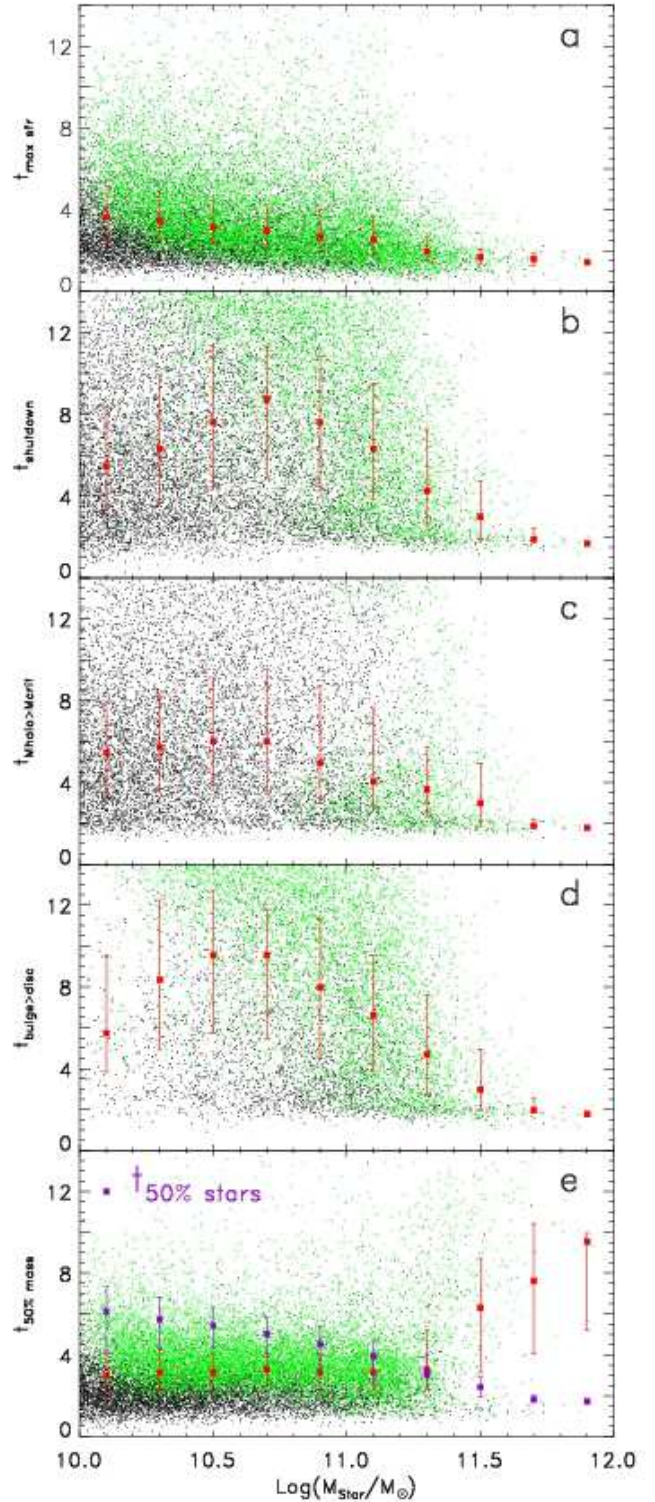 a
12
8
4
0
t_max sfr
b
12
8
4
0
t_shutdown
c
12
8
4
0
t_Mhalo>Mcrit
d
12
8
4
0
t_bulge>disc
e
t_50% stars
12
8
4
0
t_50% mass
10.0 10.5 11.0 11.5 12.0
Log(M_Star/M_⊙)